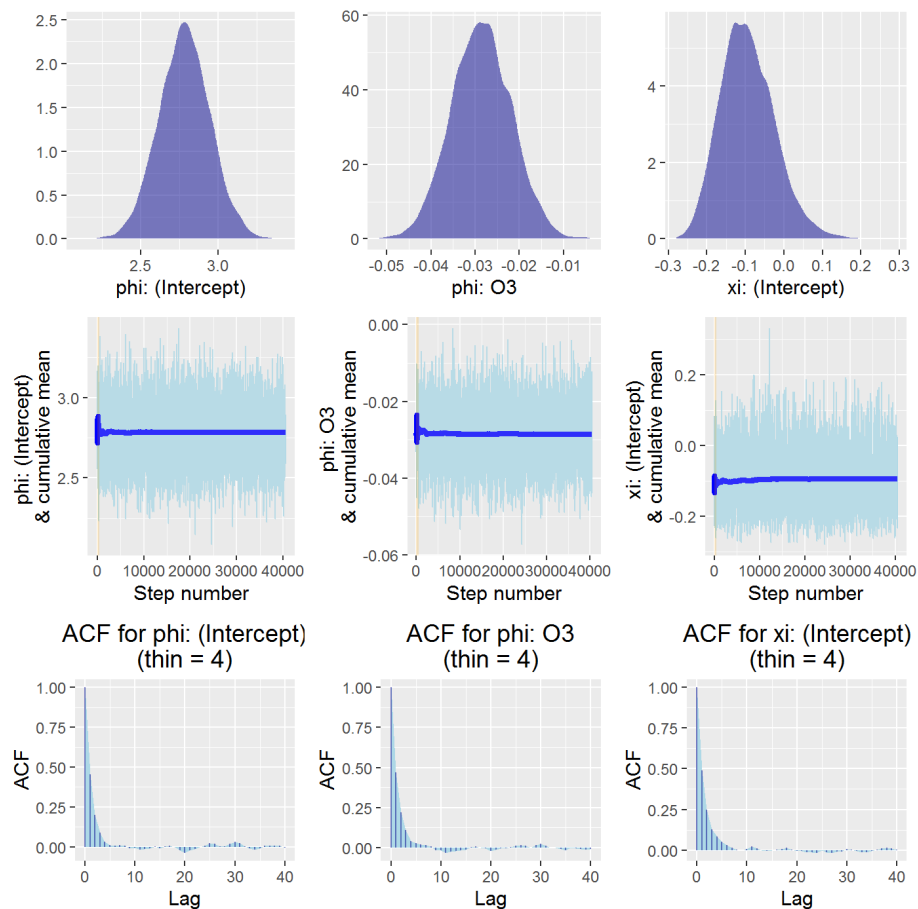 2.5
2.0
1.5
1.0
0.5
0.0
2.5 3.0
phi: (Intercept)
60
40
20
0
-0.05 -0.04 -0.03 -0.02 -0.01
phi: O3
4
2
0
-0.3 -0.2 -0.1 0.0 0.1 0.2 0.3
xi: (Intercept)
phi: (Intercept)
& cumulative mean
3.0
2.5
0 10000 20000 30000 40000
Step number
phi: O3
& cumulative mean
0.00
-0.02
-0.04
-0.06
0 10000 20000 30000 40000
Step number
xi: (Intercept)
& cumulative mean
0.2
0.0
-0.2
0 10000 20000 30000 40000
Step number
ACF for phi: (Intercept)
(thin = 4)
ACF
1.00
0.75
0.50
0.25
0.00
0 10 20 30 40
Lag
ACF for phi: O3
(thin = 4)
ACF
1.00
0.75
0.50
0.25
0.00
0 10 20 30 40
Lag
ACF for xi: (Intercept)
(thin = 4)
ACF
1.00
0.75
0.50
0.25
0.00
0 10 20 30 40
Lag